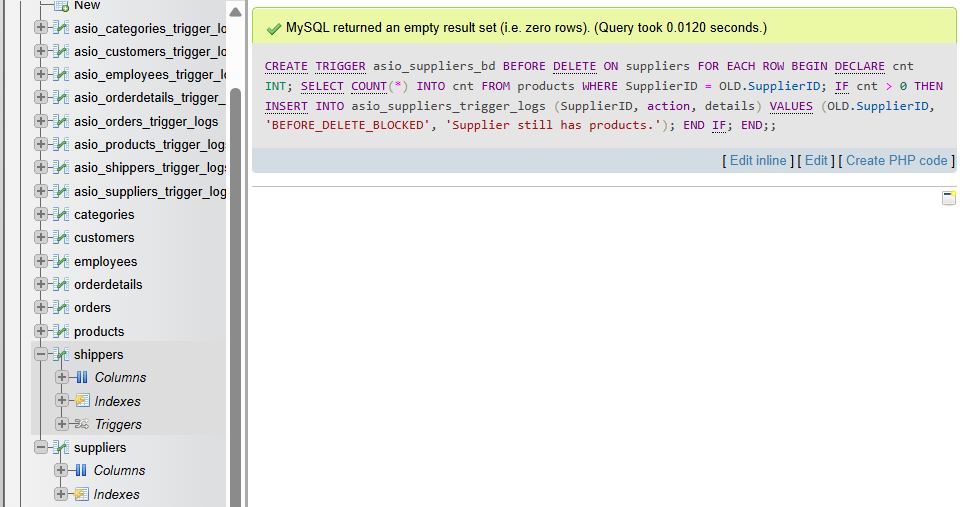 New
asio_categories_trigger_lo
asio_customers_trigger_lo
asio_employees_trigger_l
asio_orderdetails_trigger_
asio_orders_trigger_logs
asio_products_trigger_log
asio_shippers_trigger_log
asio_suppliers_trigger_log
categories
customers
employees
orderdetails
orders
products
shippers
Columns
Indexes
Triggers
suppliers
Columns
Indexes
MySQL returned an empty result set (i.e. zero rows). (Query took 0.0120 seconds.)
CREATE TRIGGER asio_suppliers_bd BEFORE DELETE ON suppliers FOR EACH ROW BEGIN DECLARE cnt
INT; SELECT COUNT(*) INTO cnt FROM products WHERE SupplierID = OLD.SupplierID; IF cnt > 0 THEN
INSERT INTO asio_suppliers_trigger_logs (SupplierID, action, details) VALUES (OLD.SupplierID,
'BEFORE_DELETE_BLOCKED', 'Supplier still has products.'); END IF; END;;
[ Edit inline ] [ Edit ] [ Create PHP code ]